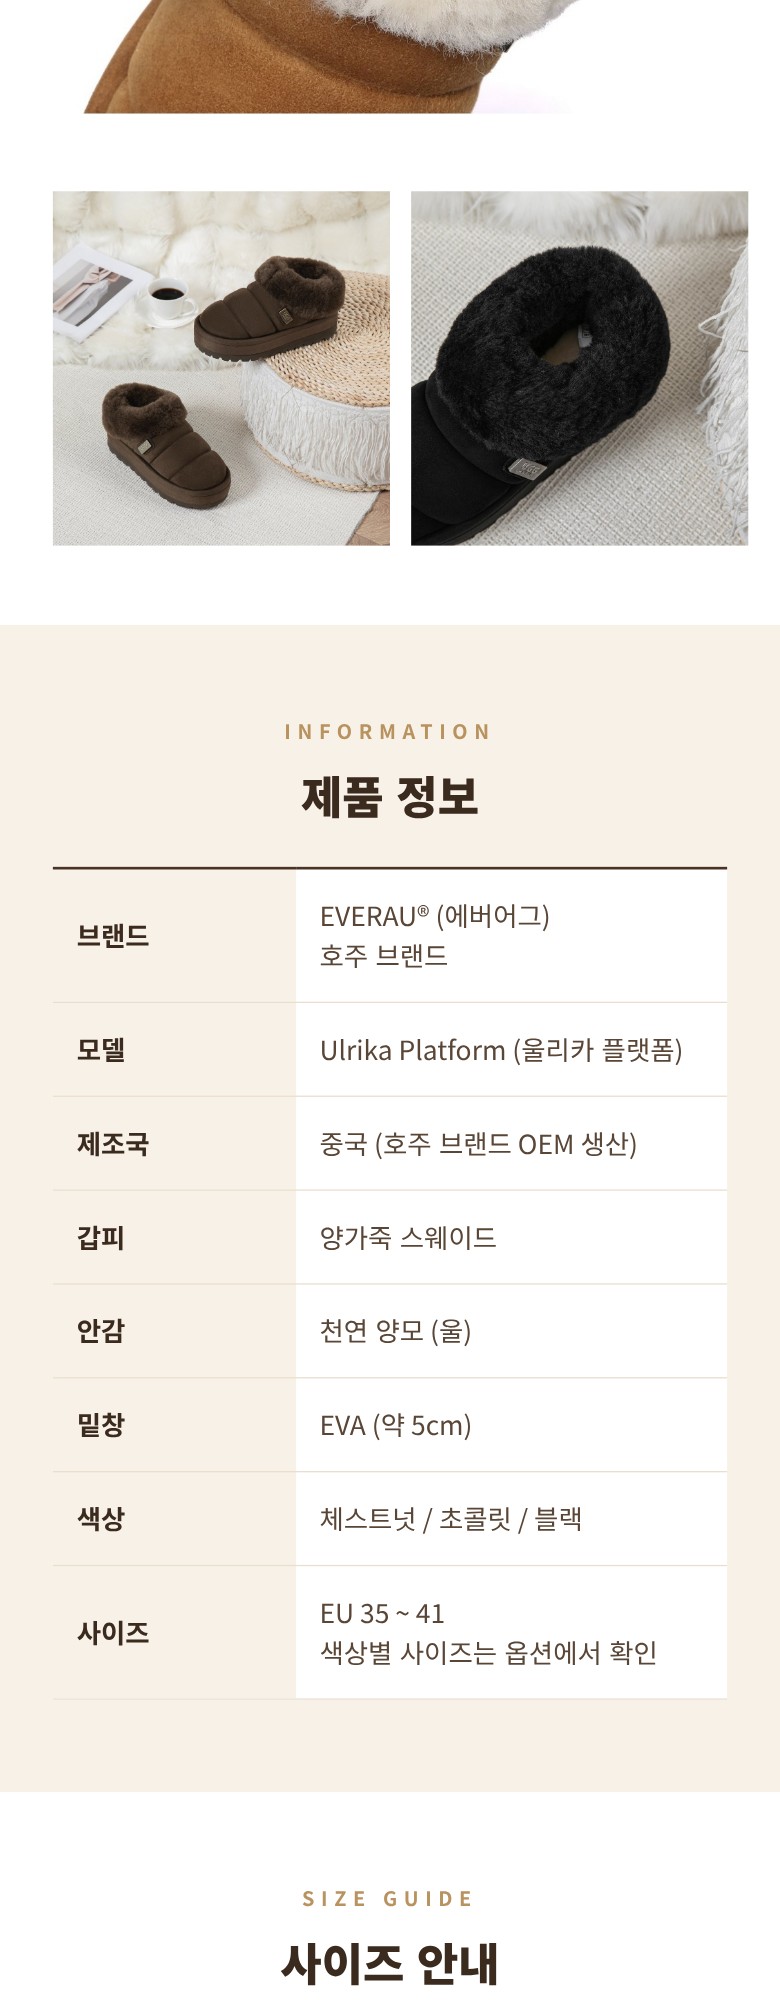 INFORMATION
제품 정보
브랜드
EVERAU® (에버어그)
호주 브랜드
모델
Ulrika Platform (울리카 플랫폼)
제조국
중국 (호주 브랜드 OEM 생산)
갑피
양가죽 스웨이드
안감
천연 양모 (울)
밑창
EVA (약 5cm)
색상
체스트넛 / 초콜릿 / 블랙
사이즈
EU 35 ~ 41
색상별 사이즈는 옵션에서 확인
SIZE GUIDE
사이즈 안내